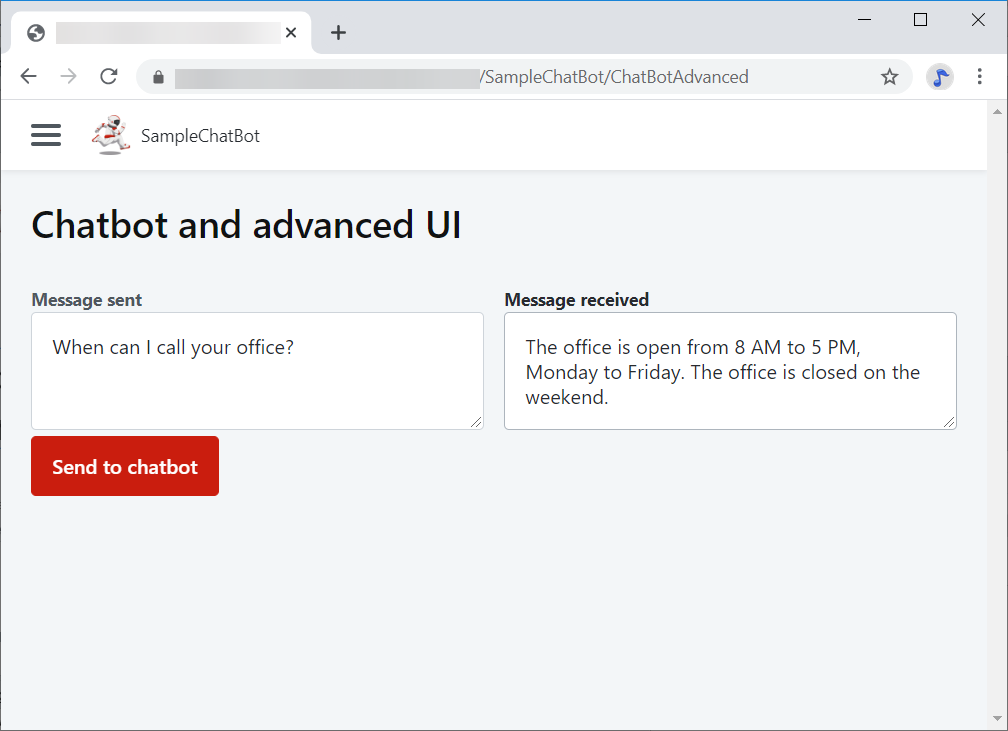 /SampleChatBot/ChatBotAdvanced
SampleChatBot
Chatbot and advanced UI
Message sent
When can I call your office?
Message received
The office is open from 8 AM to 5 PM,
Monday to Friday. The office is closed on the
weekend.
Send to chatbot